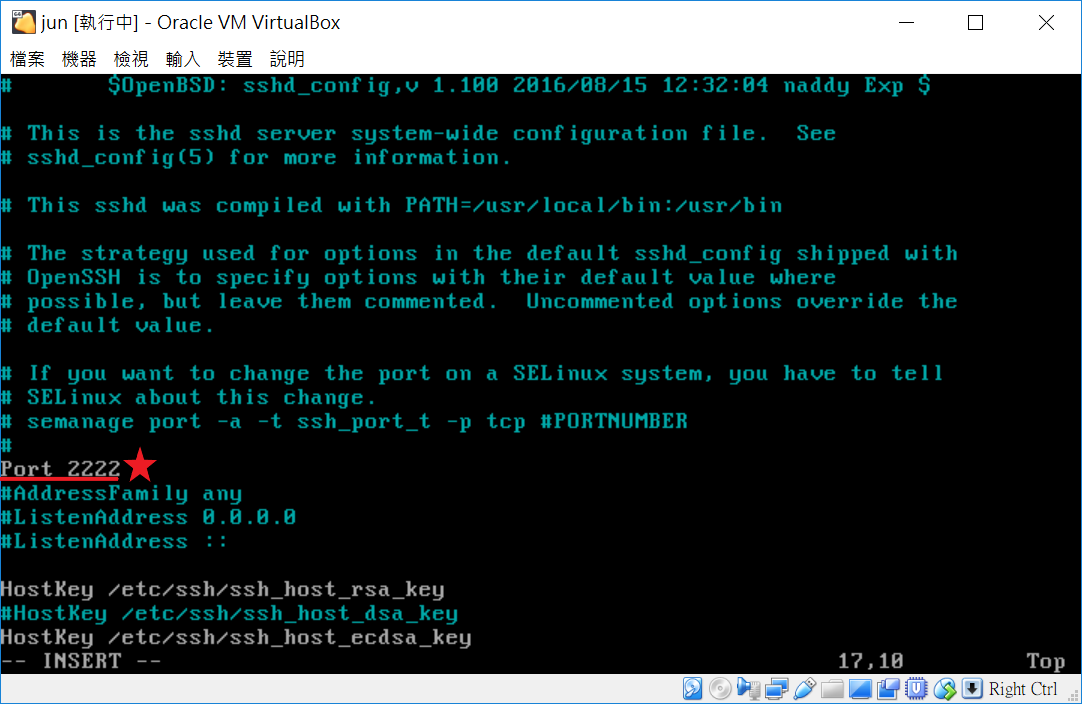 jun [執行中] - Oracle VM VirtualBox
檔案 機器 檢視 輸入 裝置 說明
#       $OpenBSD: sshd_config,v 1.100 2016/08/15 12:32:04 naddy Exp $
# This is the sshd server system-wide configuration file.  See
# sshd_config(5) for more information.
# This sshd was compiled with PATH=/usr/local/bin:/usr/bin
# The strategy used for options in the default sshd_config shipped with
# OpenSSH is to specify options with their default value where
# possible, but leave them commented.  Uncommented options override the
# default value.
# If you want to change the port on a SELinux system, you have to tell
# SELinux about this change.
# semanage port -a -t ssh_port_t -p tcp #PORTNUMBER
#
Port 2222
#AddressFamily any
#ListenAddress 0.0.0.0
#ListenAddress ::
HostKey /etc/ssh/ssh_host_rsa_key
#HostKey /etc/ssh/ssh_host_dsa_key
HostKey /etc/ssh/ssh_host_ecdsa_key
-- INSERT --                                                  17,10         Top
Right Ctrl